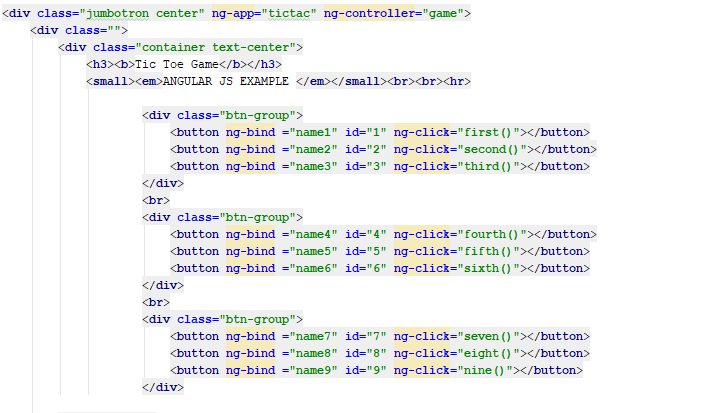 <div class="jumbotron center" ng-app="tictac" ng-controller="game">
<div class="">
<div class="container text-center">
<h3><b>Tic Toe Game</b></h3>
<small><em>ANGULAR JS EXAMPLE </em></small><br><br><hr>
<div class="btn-group">
<button ng-bind ="name1" id="1" ng-click="first()"></button>
<button ng-bind ="name2" id="2" ng-click="second()"></button>
<button ng-bind ="name3" id="3" ng-click="third()"></button>
</div>
<br>
<div class="btn-group">
<button ng-bind ="name4" id="4" ng-click="fourth()"></button>
<button ng-bind ="name5" id="5" ng-click="fifth()"></button>
<button ng-bind ="name6" id="6" ng-click="sixth()"></button>
</div>
<br>
<div class="btn-group">
<button ng-bind ="name7" id="7" ng-click="seven()"></button>
<button ng-bind ="name8" id="8" ng-click="eight()"></button>
<button ng-bind ="name9" id="9" ng-click="nine()"></button>
</div>